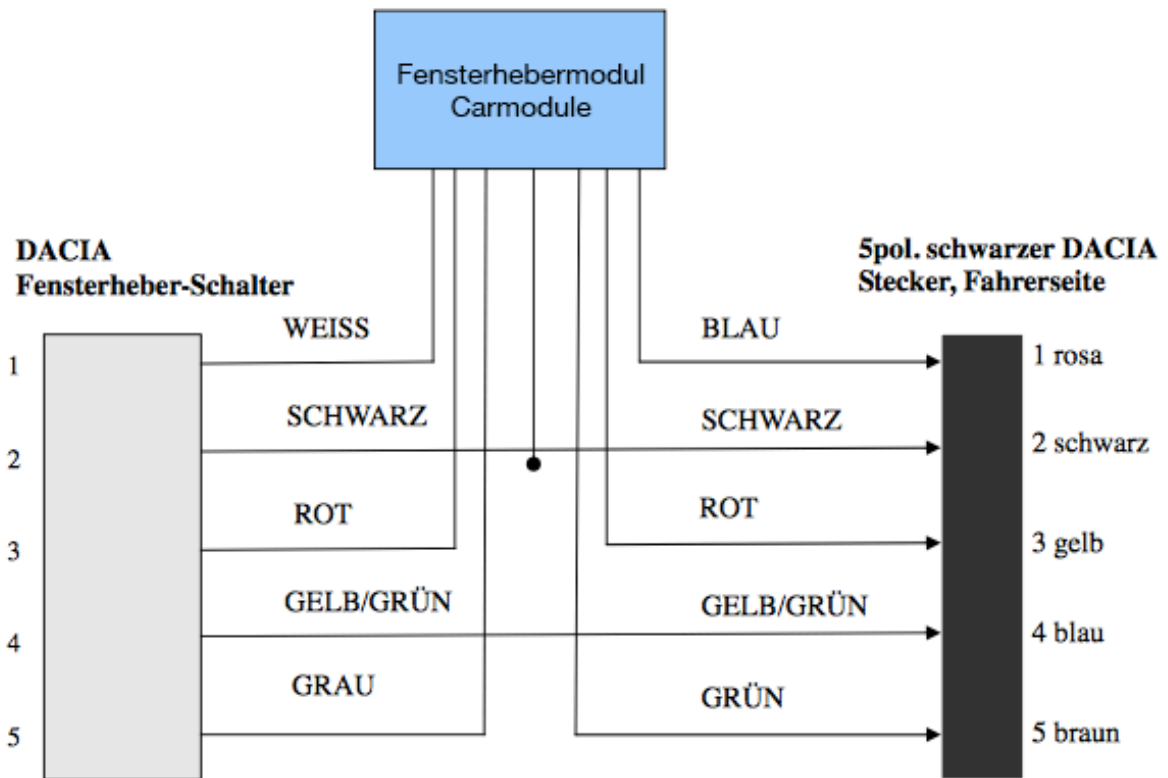 Fensterhebermodul
Carmodule
DACIA
Fensterheber-Schalter
5pol. schwarzer DACIA
Stecker, Fahrerseite
WEISS
BLAU
1
1 rosa
SCHWARZ
SCHWARZ
2
2 schwarz
ROT
ROT
3
3 gelb
GELB/GRÜN
GELB/GRÜN
4
4 blau
GRAU
GRÜN
5
5 braun